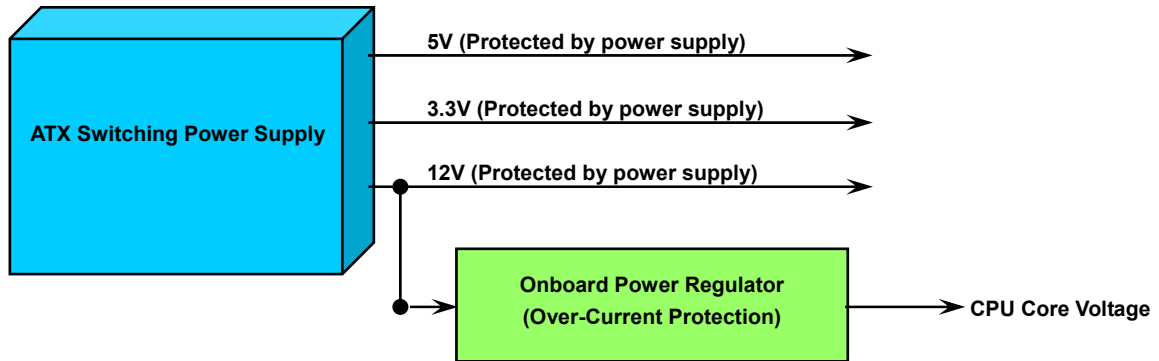 5V (Protected by power supply)
3.3V (Protected by power supply)
ATX Switching Power Supply
12V (Protected by power supply)
Onboard Power Regulator
(Over-Current Protection)
CPU Core Voltage